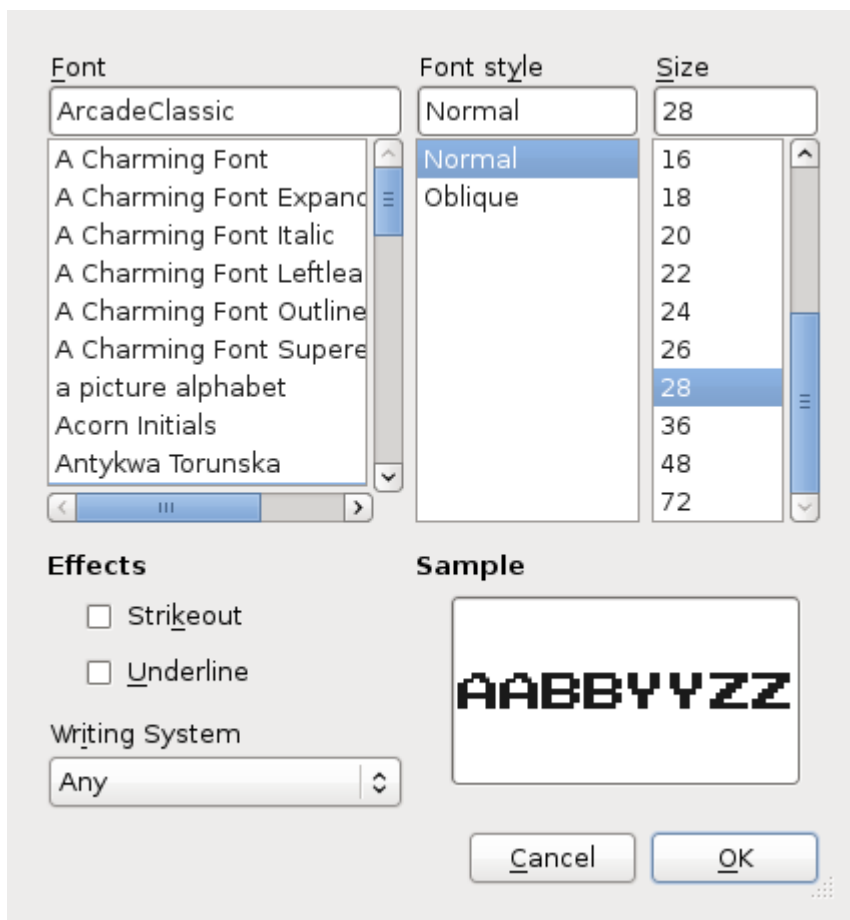 Font
Font style
Size
ArcadeClassic
Normal
28
A Charming Font
A Charming Font Expand
A Charming Font Italic
A Charming Font Leftlea
A Charming Font Outline
A Charming Font Supere
a picture alphabet
Acorn Initials
Antykwa Torunska
Normal
Oblique
16
18
20
22
24
26
28
36
48
72
Effects
Strikeout
Underline
Writing System
Any
Sample
AABBYYZZ
Cancel
OK